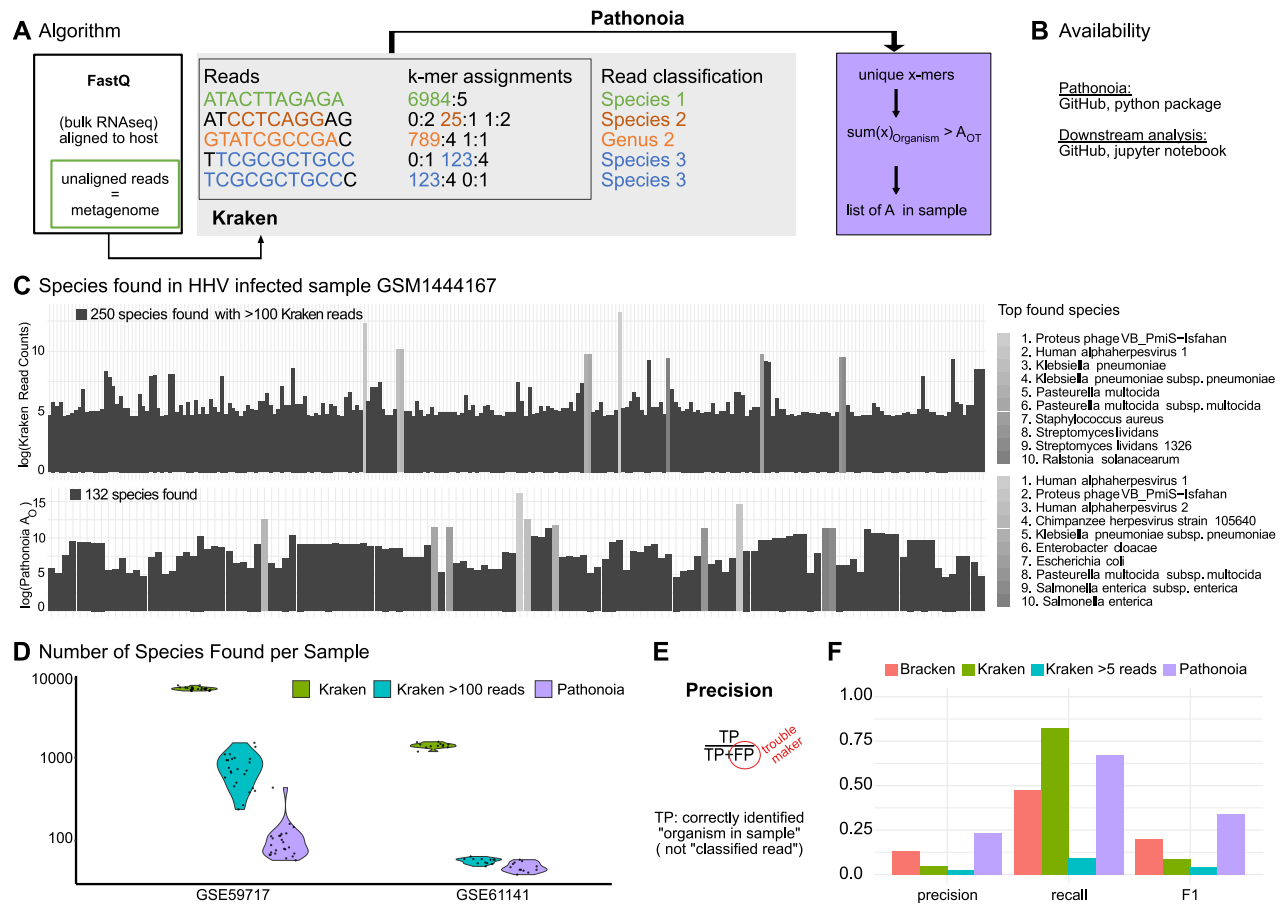 Pathonoia
A Algorithm
B Availability
FastQ
(bulk RNAseq)
aligned to host
unaligned reads
=
metagenome
Reads k-mer assignments Read classification
ATACTTAGAGA 6984:5 Species 1
ATCCTCAGGAG 0:2 25:1 1:2 Species 2
GTATCGCCGAC 789:4 1:1 Genus 2
TTCGCGCTGCC 0:1 123:4 Species 3
TCGCGCTGCCC 123:4 0:1 Species 3
Kraken
unique x-mers
sum(x)Organism > AOT
list of A in sample
Pathonoia:
GitHub, python package
Downstream analysis:
GitHub, jupyter notebook
C Species found in HHV infected sample GSM1444167
log(Kraken Read Counts)
10
5
0
250 species found with >100 Kraken reads
Top found species
1. Proteus phage VB_PmiS-Isfahan
2. Human alphaherpesvirus 1
3. Klebsiella pneumoniae
4. Klebsiella pneumoniae subsp. pneumoniae
5. Pasteurella multocida
6. Pasteurella multocida subsp. multocida
7. Staphylococcus aureus
8. Streptomyces lividans
9. Streptomyces lividans 1326
10. Ralstonia solanacearum
log(Pathonoia AO)
15
10
5
0
132 species found
1. Human alphaherpesvirus 1
2. Proteus phage VB_PmiS-Isfahan
3. Human alphaherpesvirus 2
4. Chimpanzee herpesvirus strain 105640
5. Klebsiella pneumoniae subsp. pneumoniae
6. Enterobacter cloacae
7. Escherichia coli
8. Pasteurella multocida subsp. multocida
9. Salmonella enterica subsp. enterica
10. Salmonella enterica
D Number of Species Found per Sample
10000
1000
100
Kraken Kraken >100 reads Pathonoia
GSE59717 GSE61141
E
Precision
TP
TP+FP
trouble
maker
TP: correctly identified
"organism in sample"
( not "classified read")
F
Bracken Kraken Kraken >5 reads Pathonoia
1.00
0.75
0.50
0.25
0.0
precision recall F1